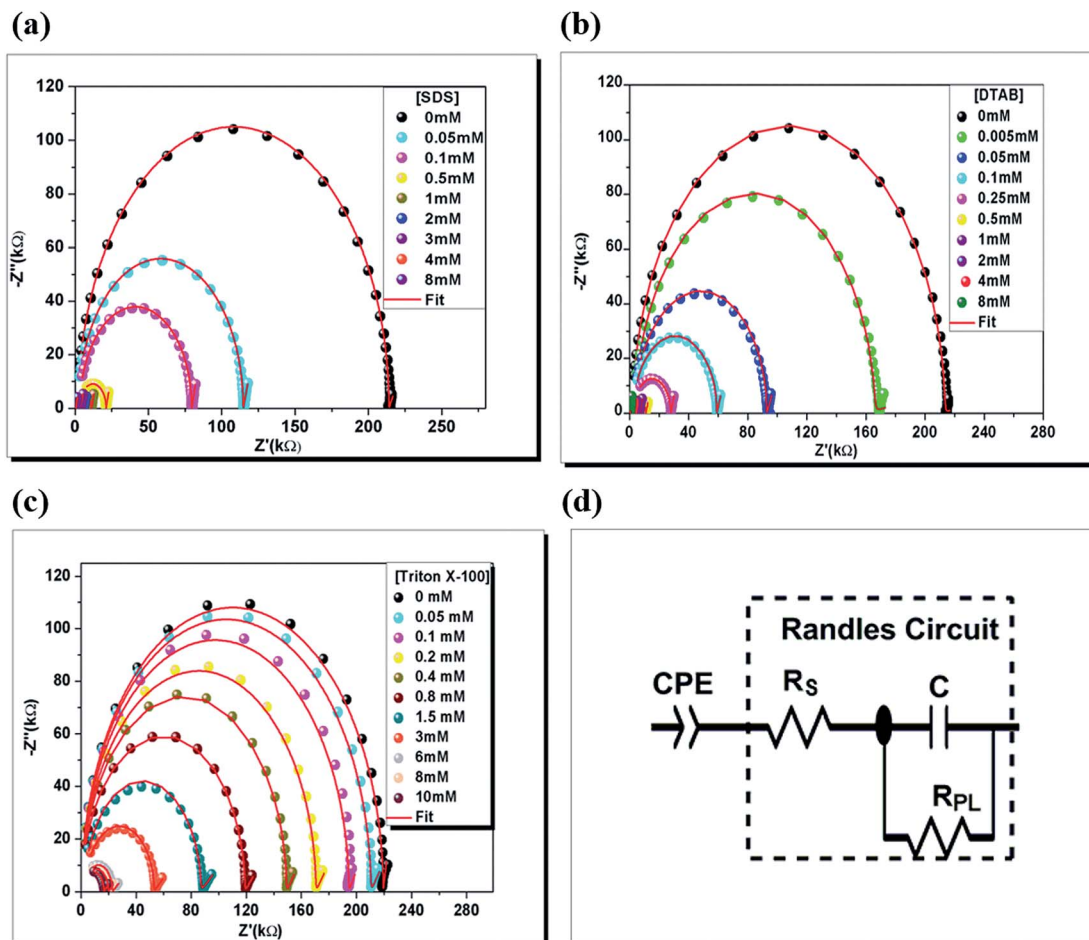 (a)
120
100
80
60
40
20
0
-Z''(kΩ)
0
50
100
150
200
250
Z'(kΩ)
[SDS]
0mM
0.05mM
0.1mM
0.5mM
1mM
2mM
3mM
4mM
8mM
Fit
(b)
120
100
80
60
40
20
0
-Z''(kΩ)
0
40
80
120
160
200
240
280
Z'(kΩ)
[DTAB]
0mM
0.005mM
0.05mM
0.1mM
0.25mM
0.5mM
1mM
2mM
4mM
8mM
Fit
(c)
120
100
80
60
40
20
0
-Z''(kΩ)
0
40
80
120
160
200
240
280
Z'(kΩ)
[Triton X-100]
0 mM
0.05 mM
0.1 mM
0.2 mM
0.4 mM
0.8 mM
1.5 mM
3mM
6mM
8mM
10mM
Fit
(d)
Randles Circuit
CPE
RS
C
RPL